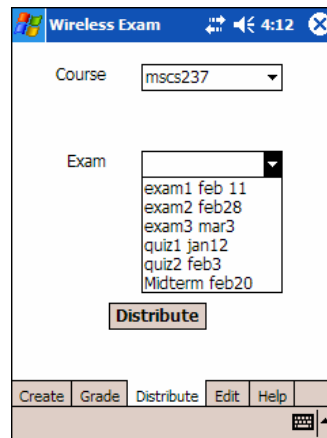 Wireless Exam 4:12
Course mscs237
Exam
exam1 feb 11
exam2 feb28
exam3 mar3
quiz1 jan12
quiz2 feb3
Midterm feb20
Distribute
Create Grade Distribute Edit Help